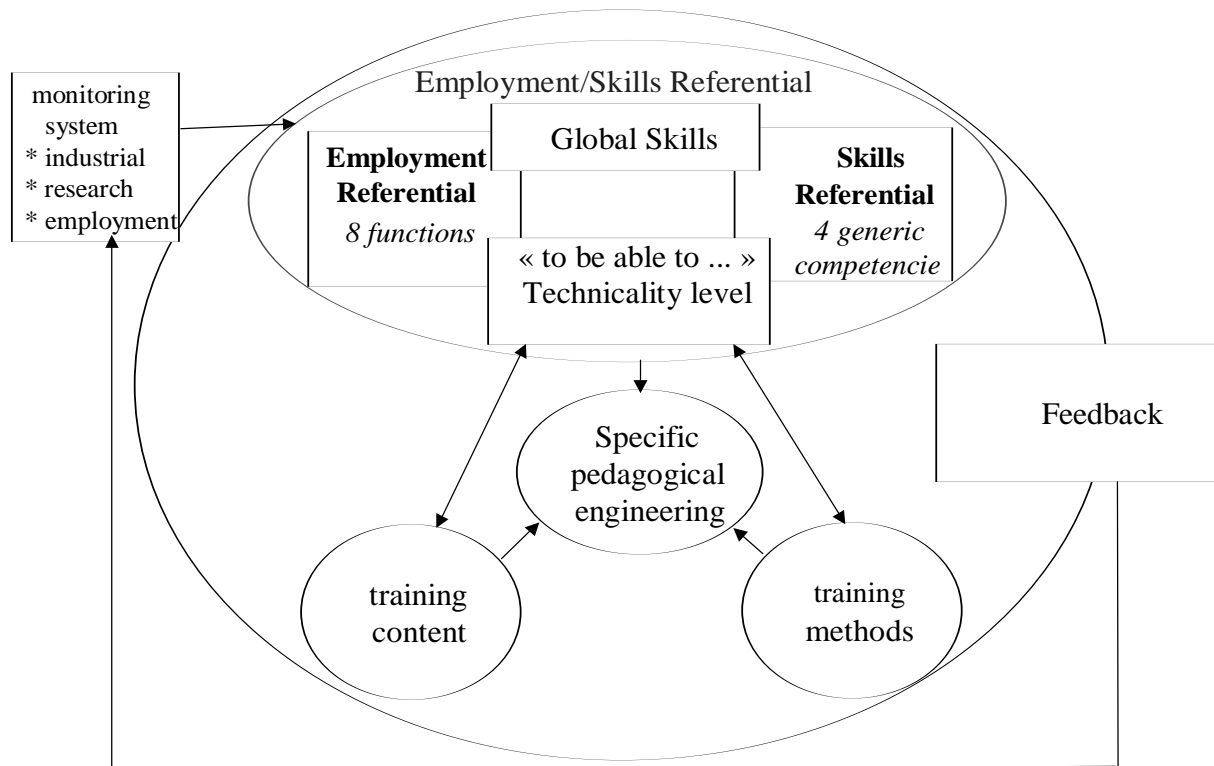 Employment/Skills Referential
monitoring
system
* industrial
* research
* employment
Global Skills
Employment
Referential
8 functions
Skills
Referential
4 generic
competencie
« to be able to ... »
Technicality level
Feedback
Specific
pedagogical
engineering
training
content
training
methods